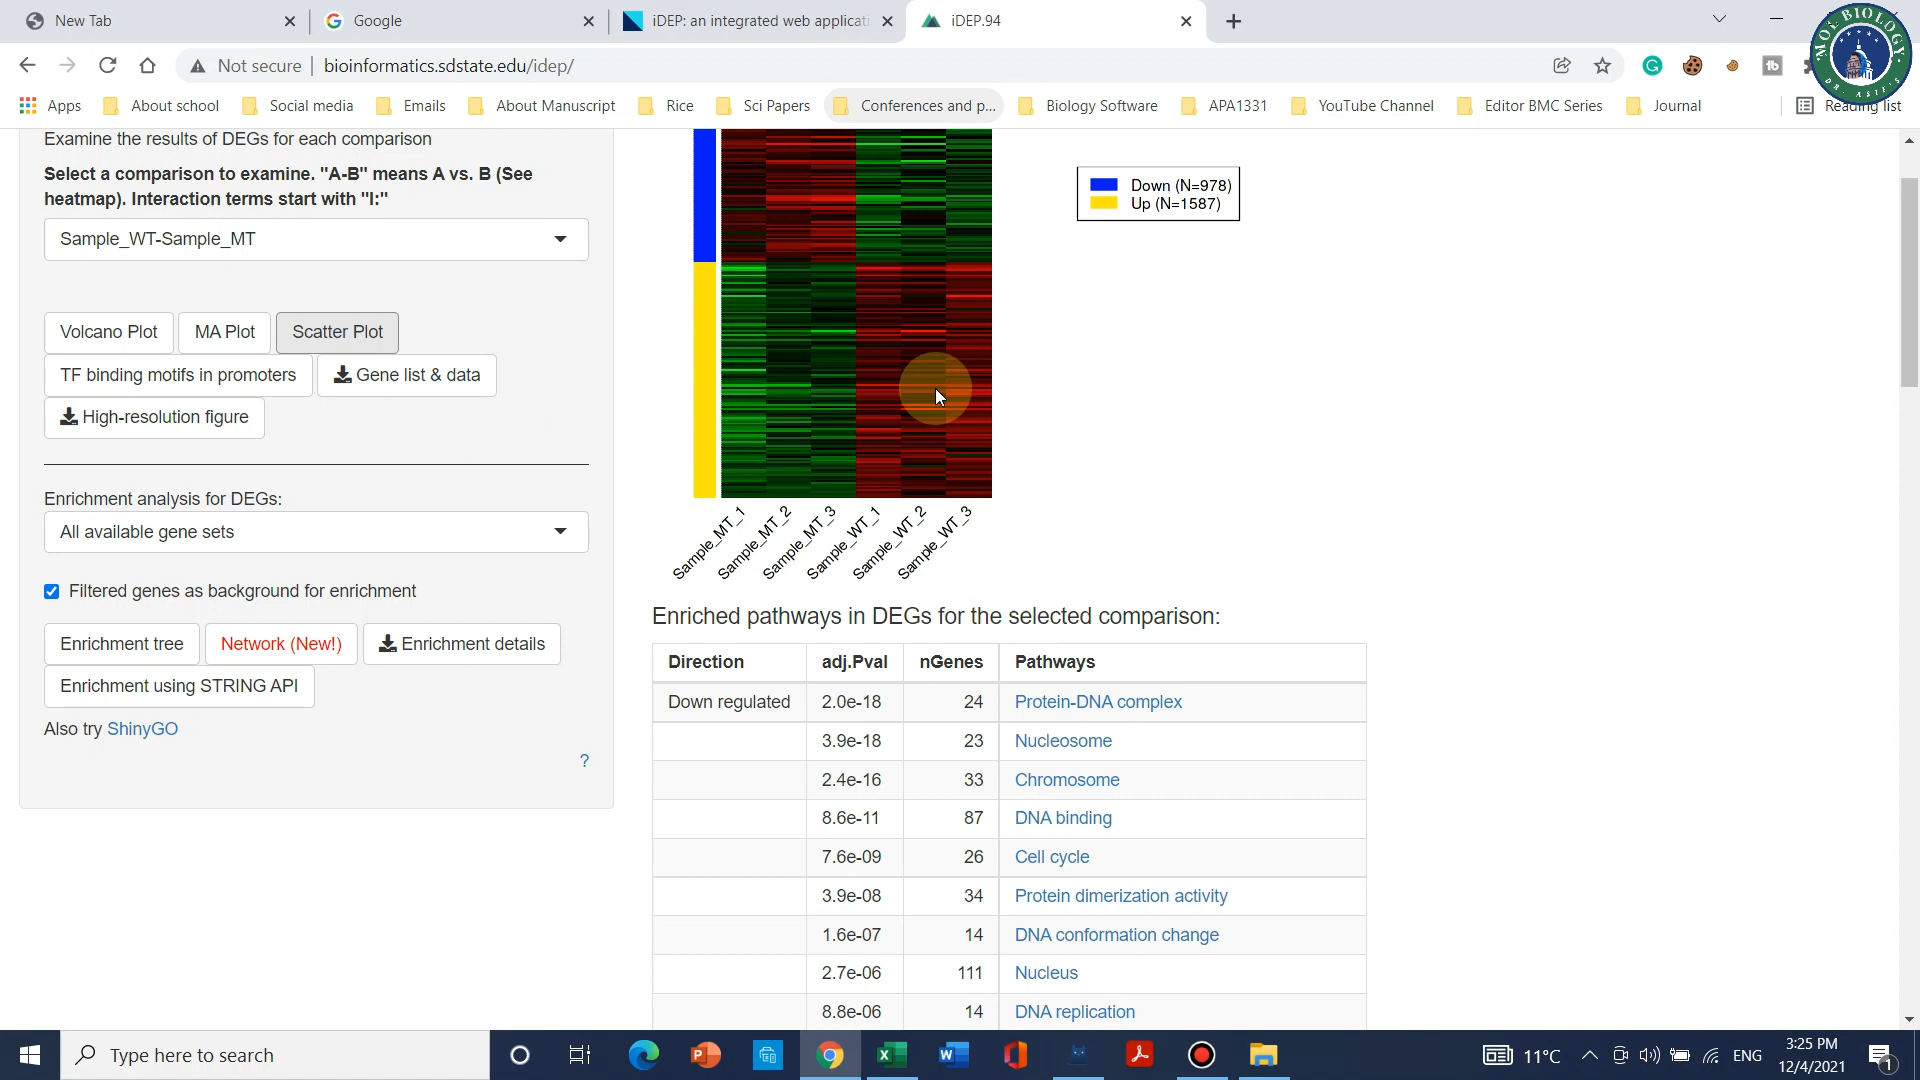 New Tab
Google
iDEP: an integrated web applicati
iDEP.94
Not secure
bioinformatics.sdstate.edu/idep/
Apps
About school
Social media
Emails
About Manuscript
Rice
Sci Papers
Conferences and p...
Biology Software
APA1331
YouTube Channel
Editor BMC Series
Journal
Reading list
Examine the results of DEGs for each comparison
Select a comparison to examine. "A-B" means A vs. B (See
heatmap). Interaction terms start with "I:"
Sample_WT-Sample_MT
Volcano Plot
MA Plot
Scatter Plot
TF binding motifs in promoters
Gene list & data
High-resolution figure
Enrichment analysis for DEGs:
All available gene sets
Filtered genes as background for enrichment
Enrichment tree
Network (New!)
Enrichment details
Enrichment using STRING API
Also try ShinyGO
?
Down (N=978)
Up (N=1587)
Sample_MT_1
Sample_MT_2
Sample_MT_3
Sample_WT_1
Sample_WT_2
Sample_WT_3
Enriched pathways in DEGs for the selected comparison:
Direction adj.Pval nGenes Pathways
Down regulated 2.0e-18 24 Protein-DNA complex
3.9e-18 23 Nucleosome
2.4e-16 33 Chromosome
8.6e-11 87 DNA binding
7.6e-09 26 Cell cycle
3.9e-08 34 Protein dimerization activity
1.6e-07 14 DNA conformation change
2.7e-06 111 Nucleus
8.8e-06 14 DNA replication
Type here to search
11°C
ENG
3:25 PM
12/4/2021
1